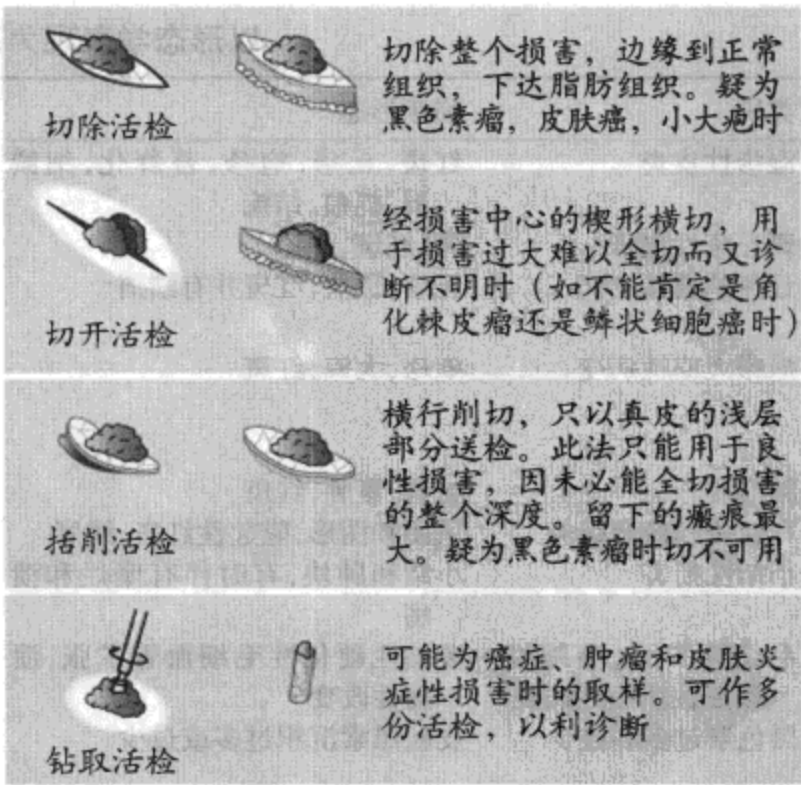 切除整个损害，边缘到正常
组织，下达脂肪组织。疑为
黑色素瘤，皮肤癌，小大疱时
切除活检
经损害中心的楔形横切，用
于损害过大难以全切而又诊
断不明时（如不能肯定是角
化棘皮瘤还是鳞状细胞癌时）
切开活检
横行削切，只以真皮的浅层
部分送检。此法只能用于良
性损害，因未必能全切损害
的整个深度。留下的瘢痕最
大。疑为黑色素瘤时切不可用
括削活检
可能为癌症、肿瘤和皮肤炎
症性损害时的取样。可作多
份活检，以利诊断
钻取活检